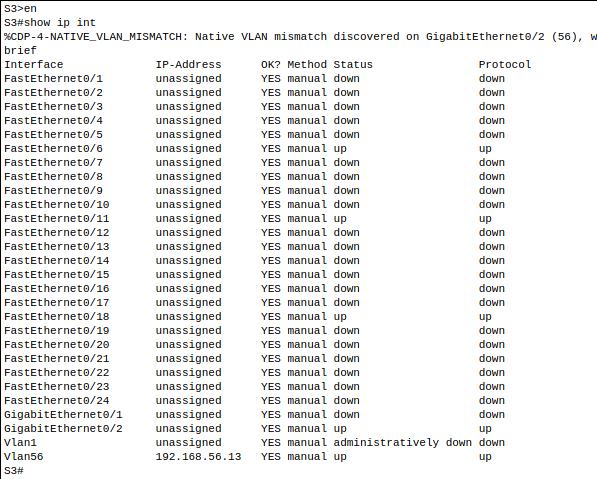 S3>en
S3#show ip int
%CDP-4-NATIVE_VLAN_MISMATCH: Native VLAN mismatch discovered on GigabitEthernet0/2 (56), w
brief
Interface              IP-Address      OK? Method Status                Protocol
FastEthernet0/1        unassigned      YES manual down                  down
FastEthernet0/2        unassigned      YES manual down                  down
FastEthernet0/3        unassigned      YES manual down                  down
FastEthernet0/4        unassigned      YES manual down                  down
FastEthernet0/5        unassigned      YES manual down                  down
FastEthernet0/6        unassigned      YES manual up                    up
FastEthernet0/7        unassigned      YES manual down                  down
FastEthernet0/8        unassigned      YES manual down                  down
FastEthernet0/9        unassigned      YES manual down                  down
FastEthernet0/10       unassigned      YES manual down                  down
FastEthernet0/11       unassigned      YES manual up                    up
FastEthernet0/12       unassigned      YES manual down                  down
FastEthernet0/13       unassigned      YES manual down                  down
FastEthernet0/14       unassigned      YES manual down                  down
FastEthernet0/15       unassigned      YES manual down                  down
FastEthernet0/16       unassigned      YES manual down                  down
FastEthernet0/17       unassigned      YES manual down                  down
FastEthernet0/18       unassigned      YES manual up                    up
FastEthernet0/19       unassigned      YES manual down                  down
FastEthernet0/20       unassigned      YES manual down                  down
FastEthernet0/21       unassigned      YES manual down                  down
FastEthernet0/22       unassigned      YES manual down                  down
FastEthernet0/23       unassigned      YES manual down                  down
FastEthernet0/24       unassigned      YES manual down                  down
GigabitEthernet0/1     unassigned      YES manual down                  down
GigabitEthernet0/2     unassigned      YES manual up                    up
Vlan1                  unassigned      YES manual administratively down down
Vlan56                 192.168.56.13   YES manual up                    up
S3#